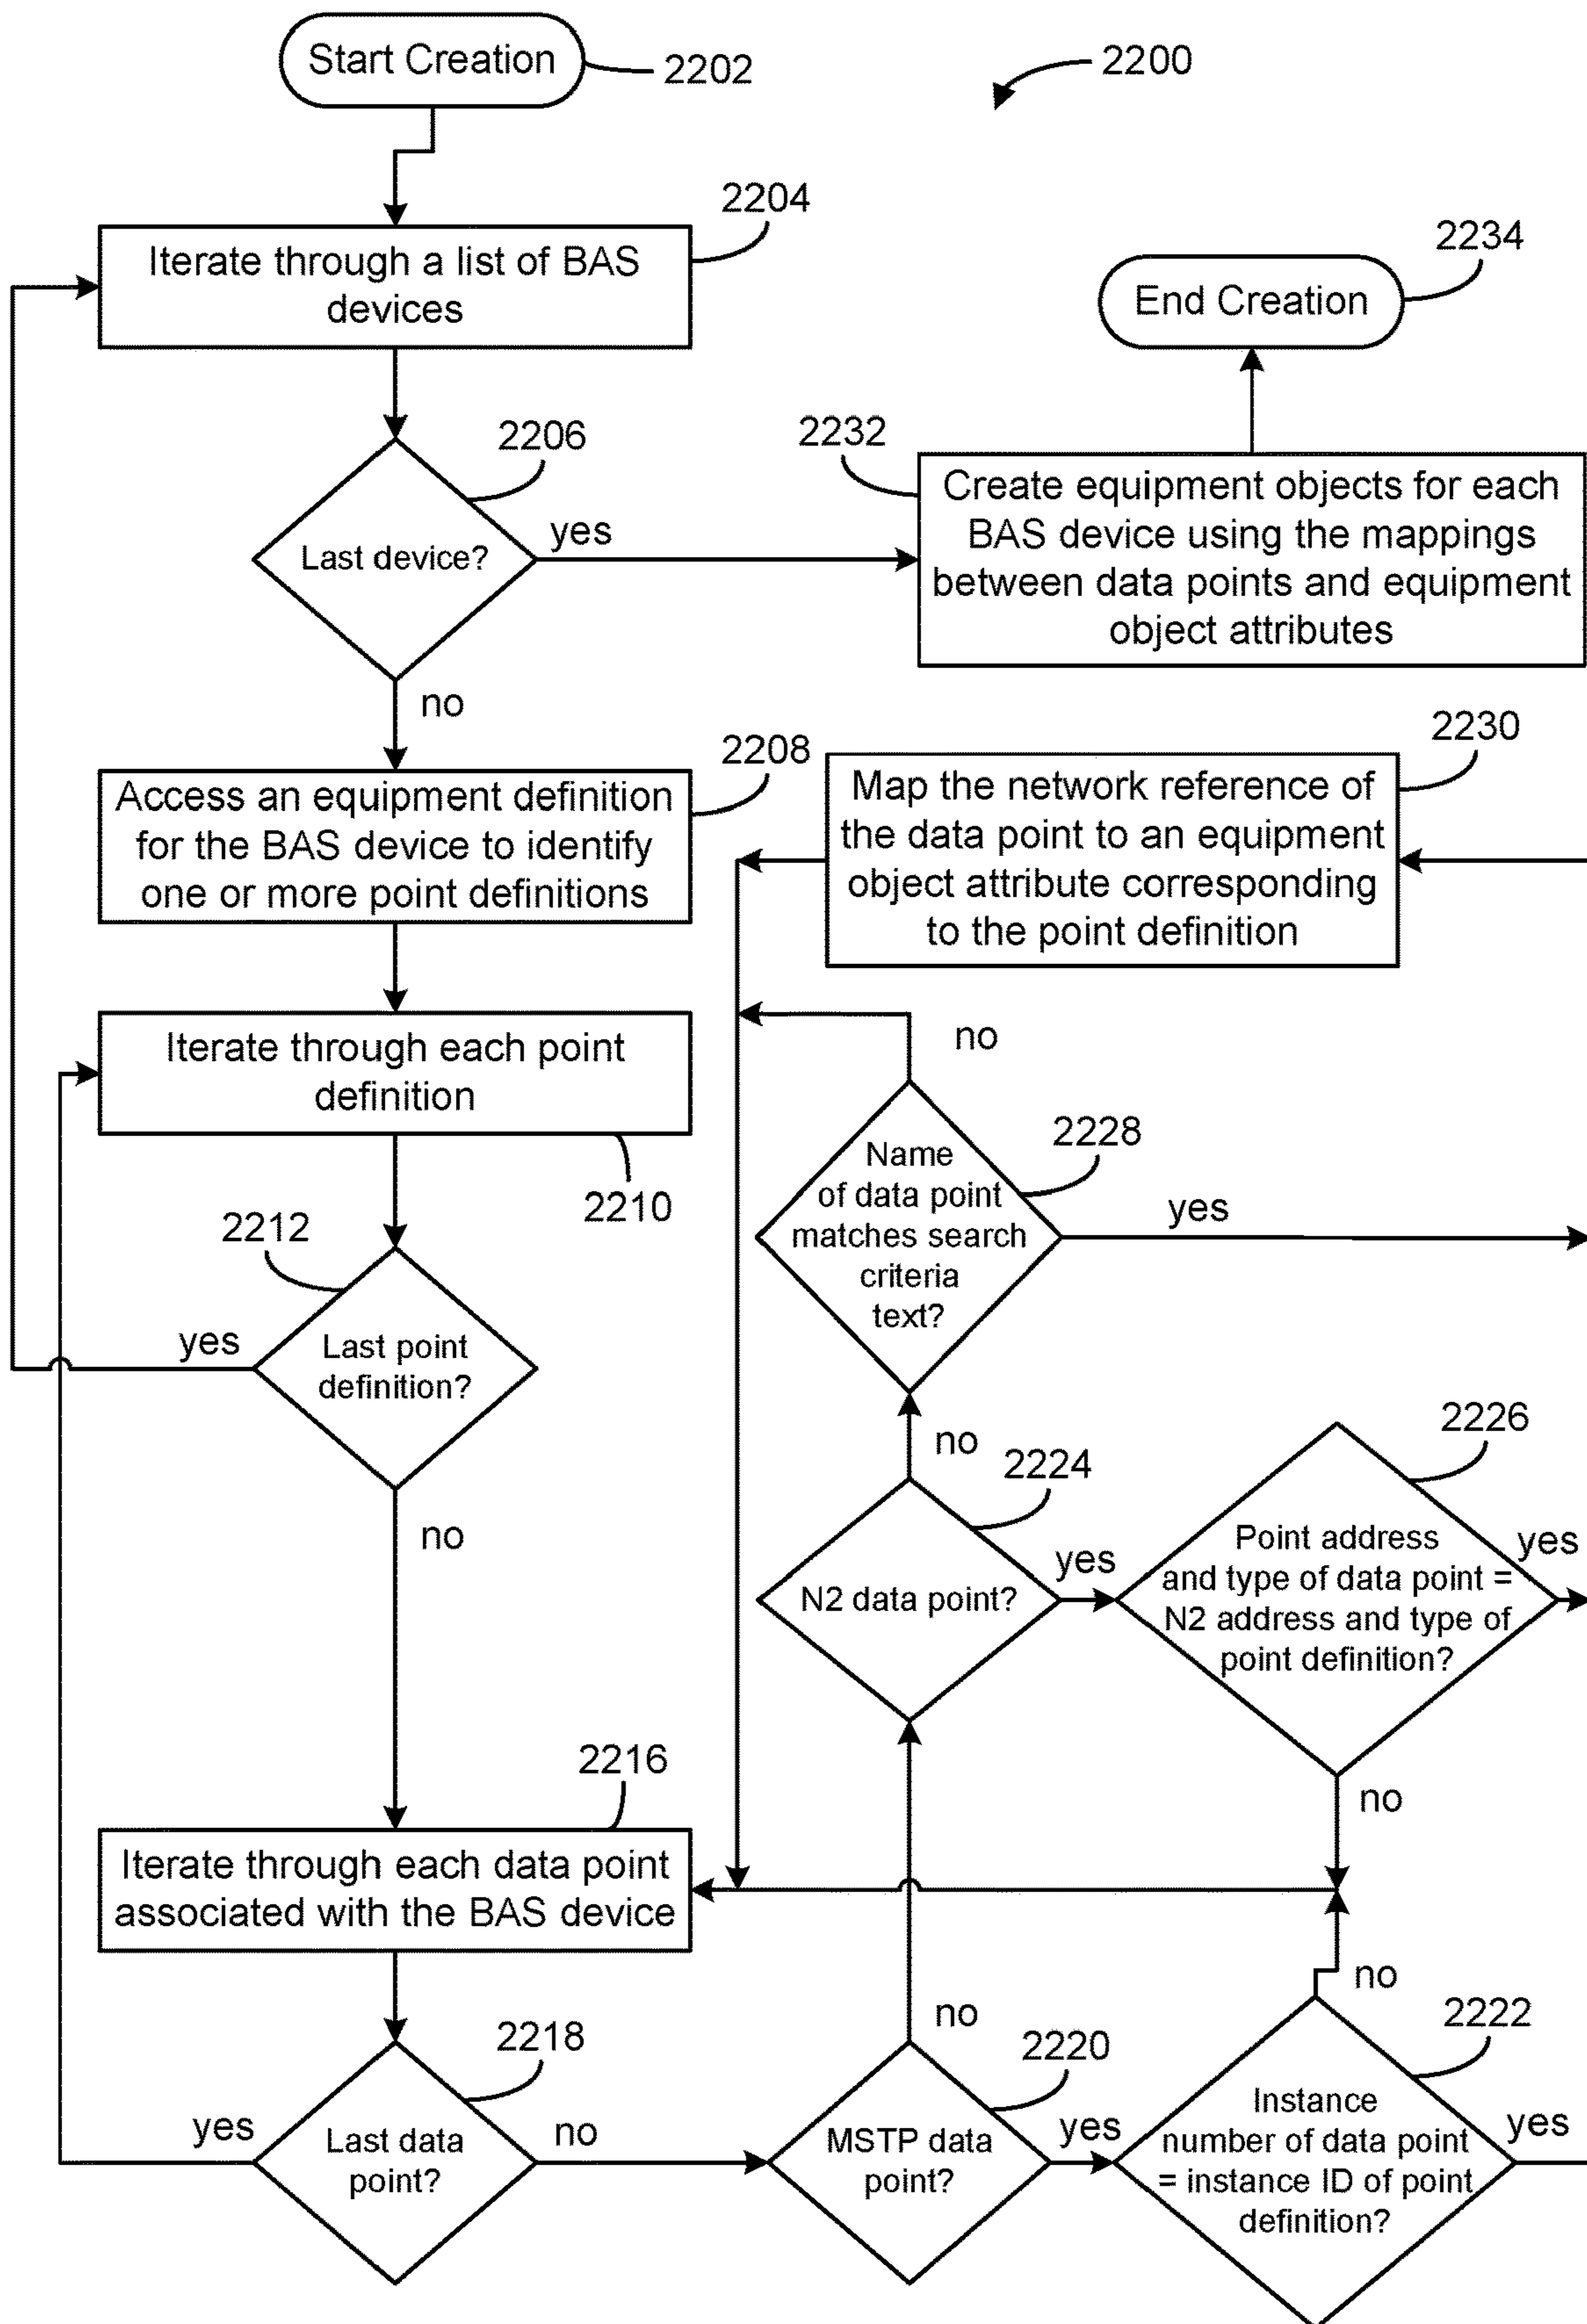 Start Creation
2202
2200
2204
Iterate through a list of BAS
devices
2234
End Creation
2206
Last device?
yes
no
2232
Create equipment objects for each
BAS device using the mappings
between data points and equipment
object attributes
2208
Access an equipment definition
for the BAS device to identify
one or more point definitions
2230
Map the network reference of
the data point to an equipment
object attribute corresponding
to the point definition
Iterate through each point
definition
2210
no
2228
Name
of data point
matches search
criteria
text?
yes
2212
yes
Last point
definition?
no
no
2224
N2 data point?
yes
2226
Point address
and type of data point =
N2 address and type of
point definition?
yes
no
2216
Iterate through each data point
associated with the BAS device
2218
yes
Last data
point?
no
no
2220
MSTP data
point?
yes
no
2222
Instance
number of data point
= instance ID of point
definition?
yes